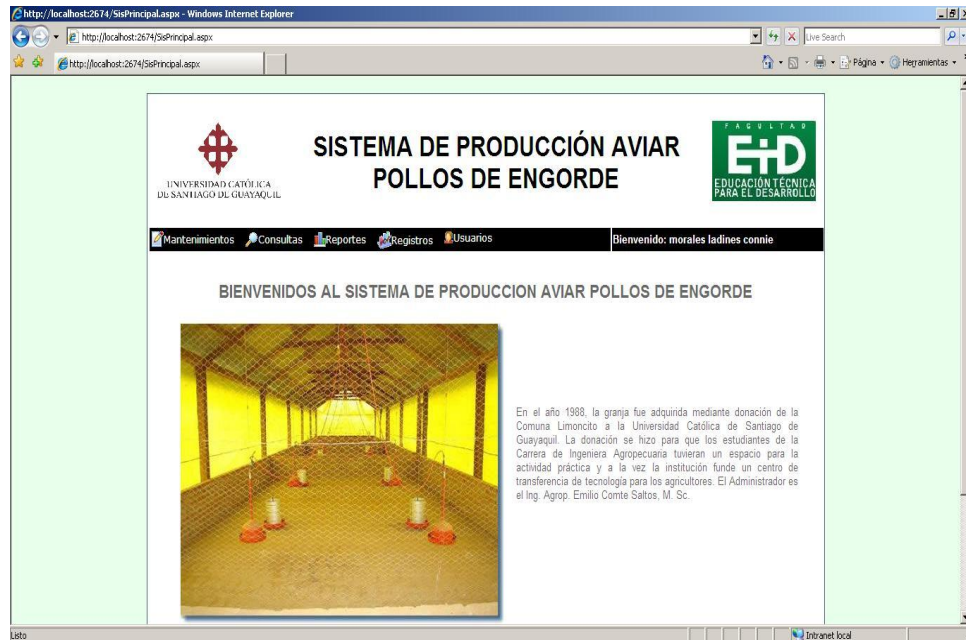 http://localhost:2674/SisPrincipal.aspx - Windows Internet Explorer
http://localhost:2674/SisPrincipal.aspx
Live Search
http://localhost:2674/SisPrincipal.aspx
Página
Herramientas
UNIVERSIDAD CATÓLICA
DE SANTIAGO DE GUAYAQUIL
SISTEMA DE PRODUCCIÓN AVIAR
POLLOS DE ENGORDE
FACULTAD
E+D
EDUCACIÓN TÉCNICA
PARA EL DESARROLLO
Mantenimientos Consultas Reportes Registros Usuarios Bienvenido: morales ladines connie
BIENVENIDOS AL SISTEMA DE PRODUCCION AVIAR POLLOS DE ENGORDE
En el año 1988, la granja fue adquirida mediante donación de la
Comuna Limoncito a la Universidad Católica de Santiago de
Guayaquil. La donación se hizo para que los estudiantes de la
Carrera de Ingeniera Agropecuaria tuvieran un espacio para la
actividad práctica y a la vez la institución funde un centro de
transferencia de tecnología para los agricultores. El Administrador es
el Ing. Agrop. Emilio Comte Saltos, M. Sc.
Listo
Intranet local